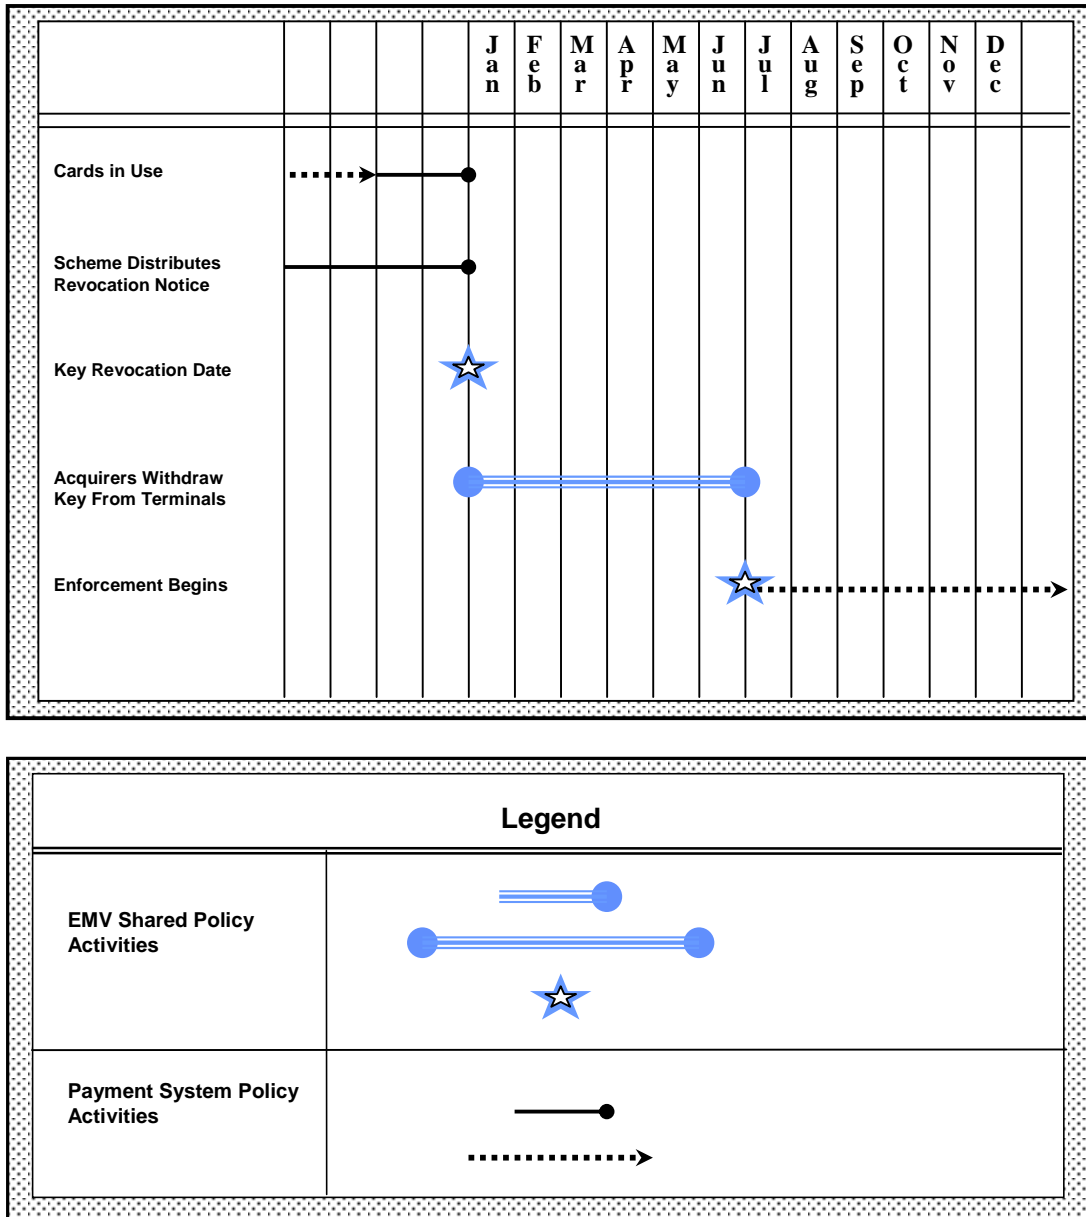 Jan Feb Mar Apr May Jun Jul Aug Sep Oct Nov Dec
Cards in Use
Scheme Distributes
Revocation Notice
Key Revocation Date
Acquirers Withdraw
Key From Terminals
Enforcement Begins
Legend
EMV Shared Policy
Activities
Payment System Policy
Activities